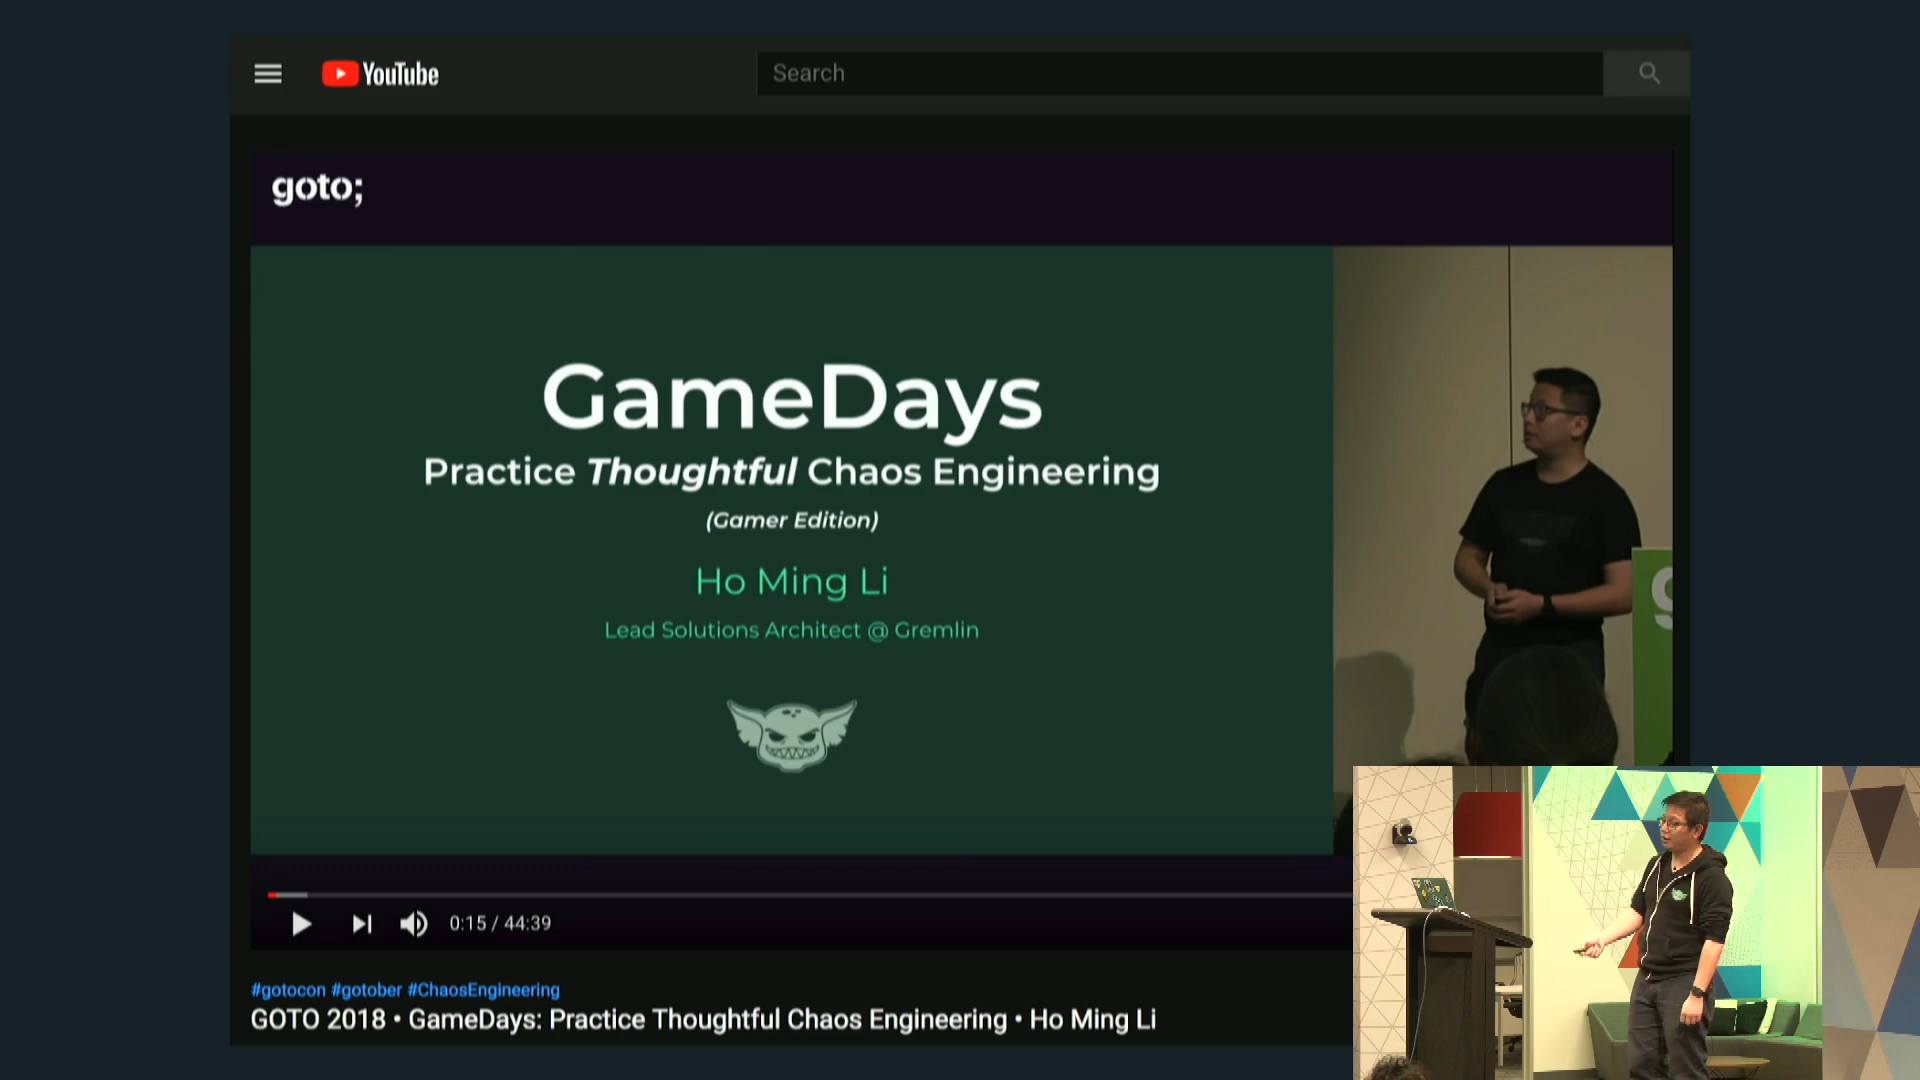 YouTube
Search
goto;
GameDays
Practice Thoughtful Chaos Engineering
(Gamer Edition)
Ho Ming Li
Lead Solutions Architect @ Gremlin
0:15 / 44:39
#gotocon #gotober #ChaosEngineering
GOTO 2018 • GameDays: Practice Thoughtful Chaos Engineering • Ho Ming Li